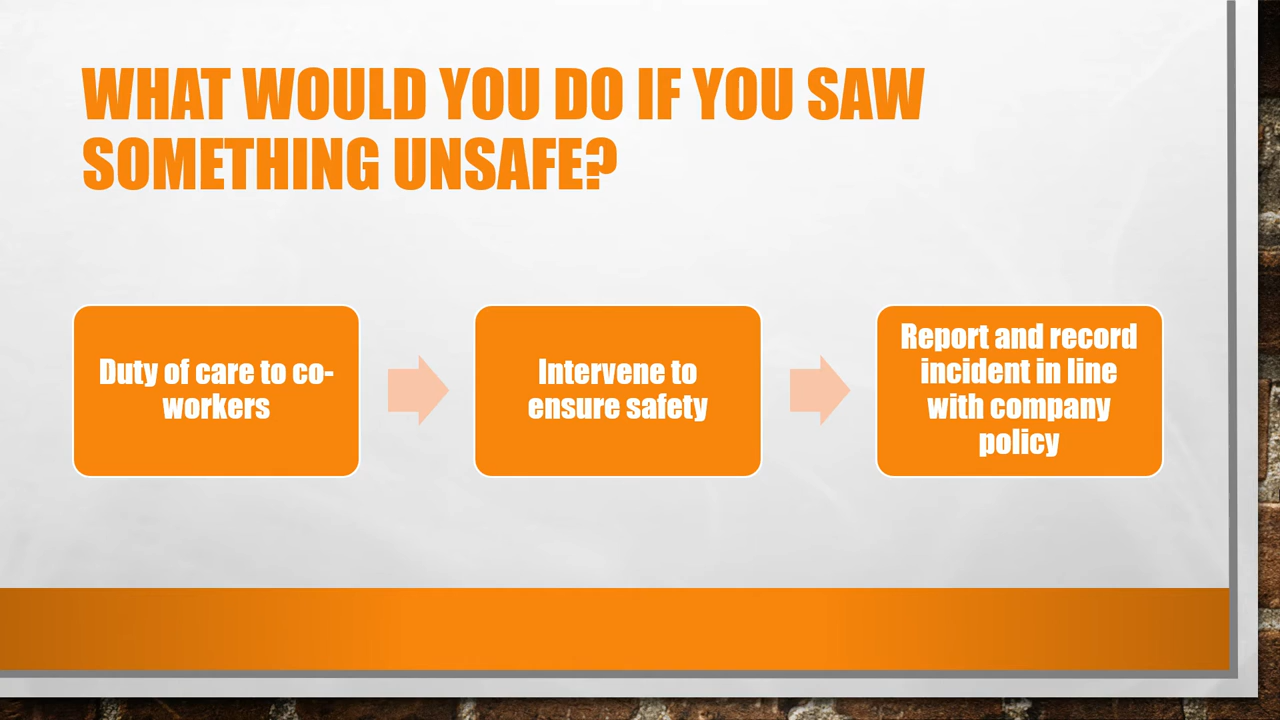 WHAT WOULD YOU DO IF YOU SAW
SOMETHING UNSAFE?
Duty of care to co-
workers
Intervene to
ensure safety
Report and record
incident in line
with company
policy